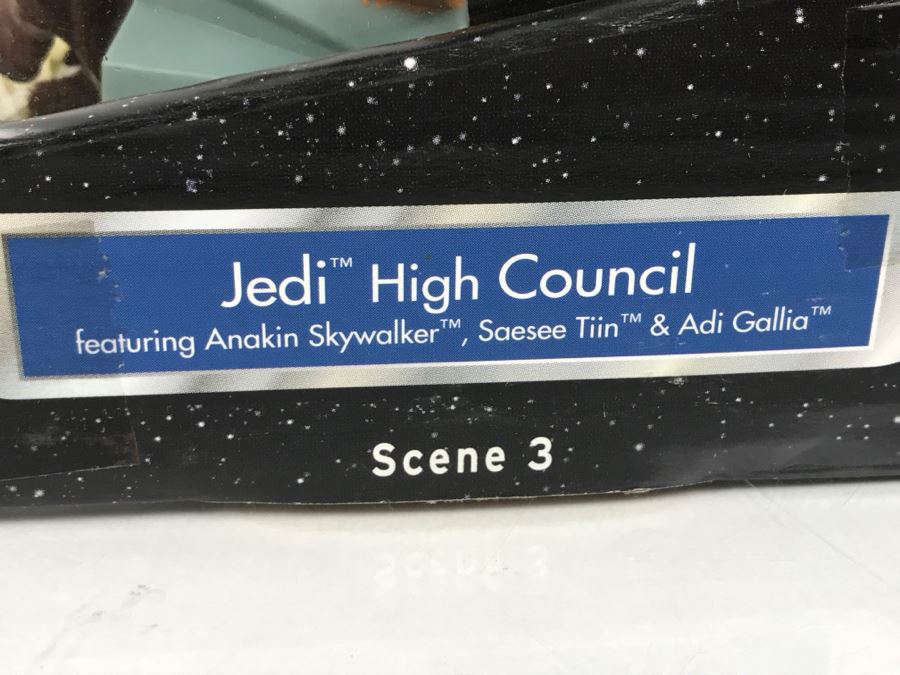 Jedi™ High Council
featuring Anakin Skywalker™, Saesee Tiin™ & Adi Gallia™
Scene 3